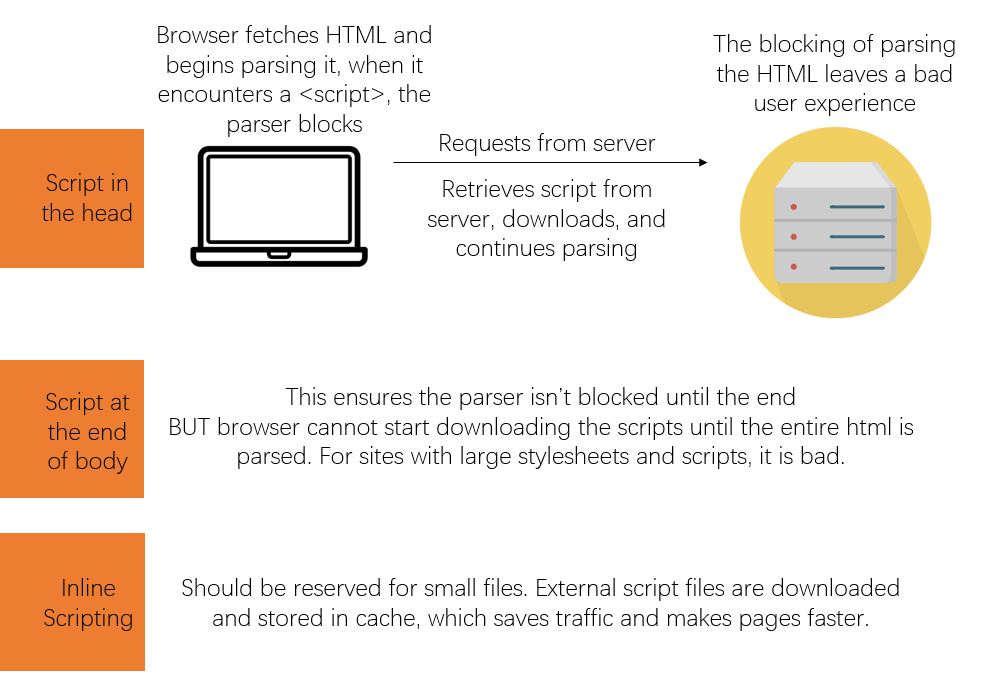 Browser fetches HTML and
begins parsing it, when it
encounters a <script>, the
parser blocks
The blocking of parsing
the HTML leaves a bad
user experience
Script in
the head
Requests from server
Retrieves script from
server, downloads, and
continues parsing
Script at
the end
of body
This ensures the parser isn’t blocked until the end
BUT browser cannot start downloading the scripts until the entire html is
parsed. For sites with large stylesheets and scripts, it is bad.
Inline
Scripting
Should be reserved for small files. External script files are downloaded
and stored in cache, which saves traffic and makes pages faster.